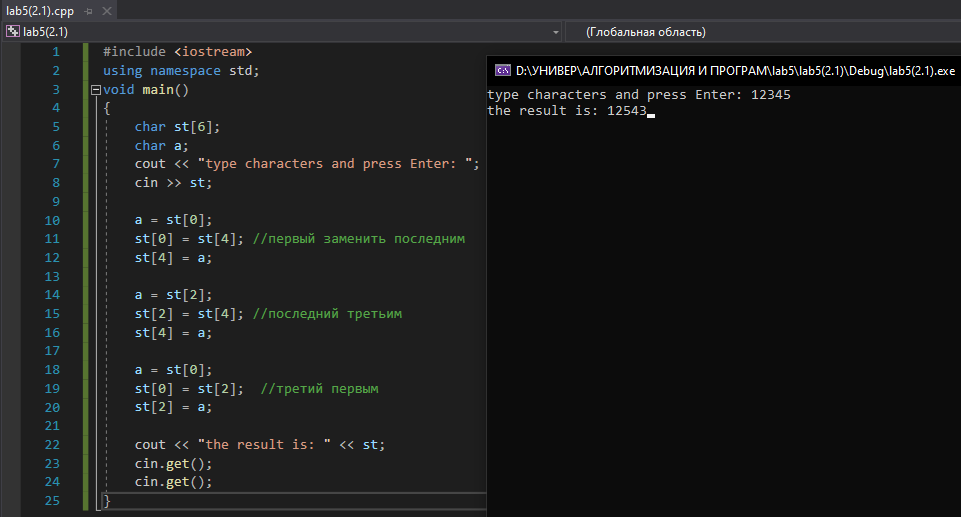 lab5(2.1).cpp
lab5(2.1)
(Глобальная область)
1 #include <iostream>
2 using namespace std;
3 void main()
4 {
5 char st[6];
6 char a;
7 cout << "type characters and press Enter: ";
8 cin >> st;
9
10 a = st[0];
11 st[0] = st[4]; //первый заменить последним
12 st[4] = a;
13
14 a = st[2];
15 st[2] = st[4]; //последний третьим
16 st[4] = a;
17
18 a = st[0];
19 st[0] = st[2];  //третий первым
20 st[2] = a;
21
22 cout << "the result is: " << st;
23 cin.get();
24 cin.get();
25 }
C:\ D:\УНИВЕР\АЛГОРИТМИЗАЦИЯ И ПРОГРАМ\lab5\lab5(2.1)\Debug\lab5(2.1).exe
type characters and press Enter: 12345
the result is: 12543